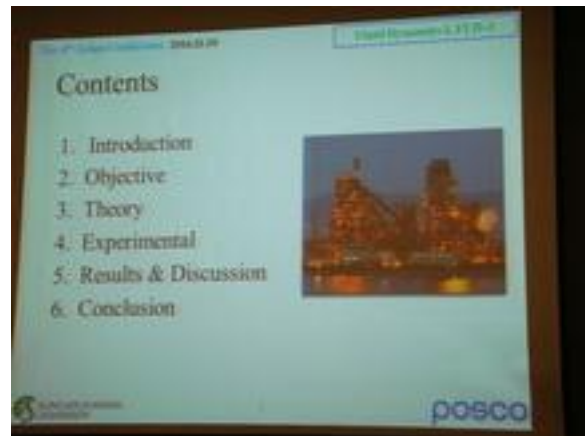 Contents
1. Introduction
2. Objective
3. Theory
4. Experimental
5. Results & Discussion
6. Conclusion
posco